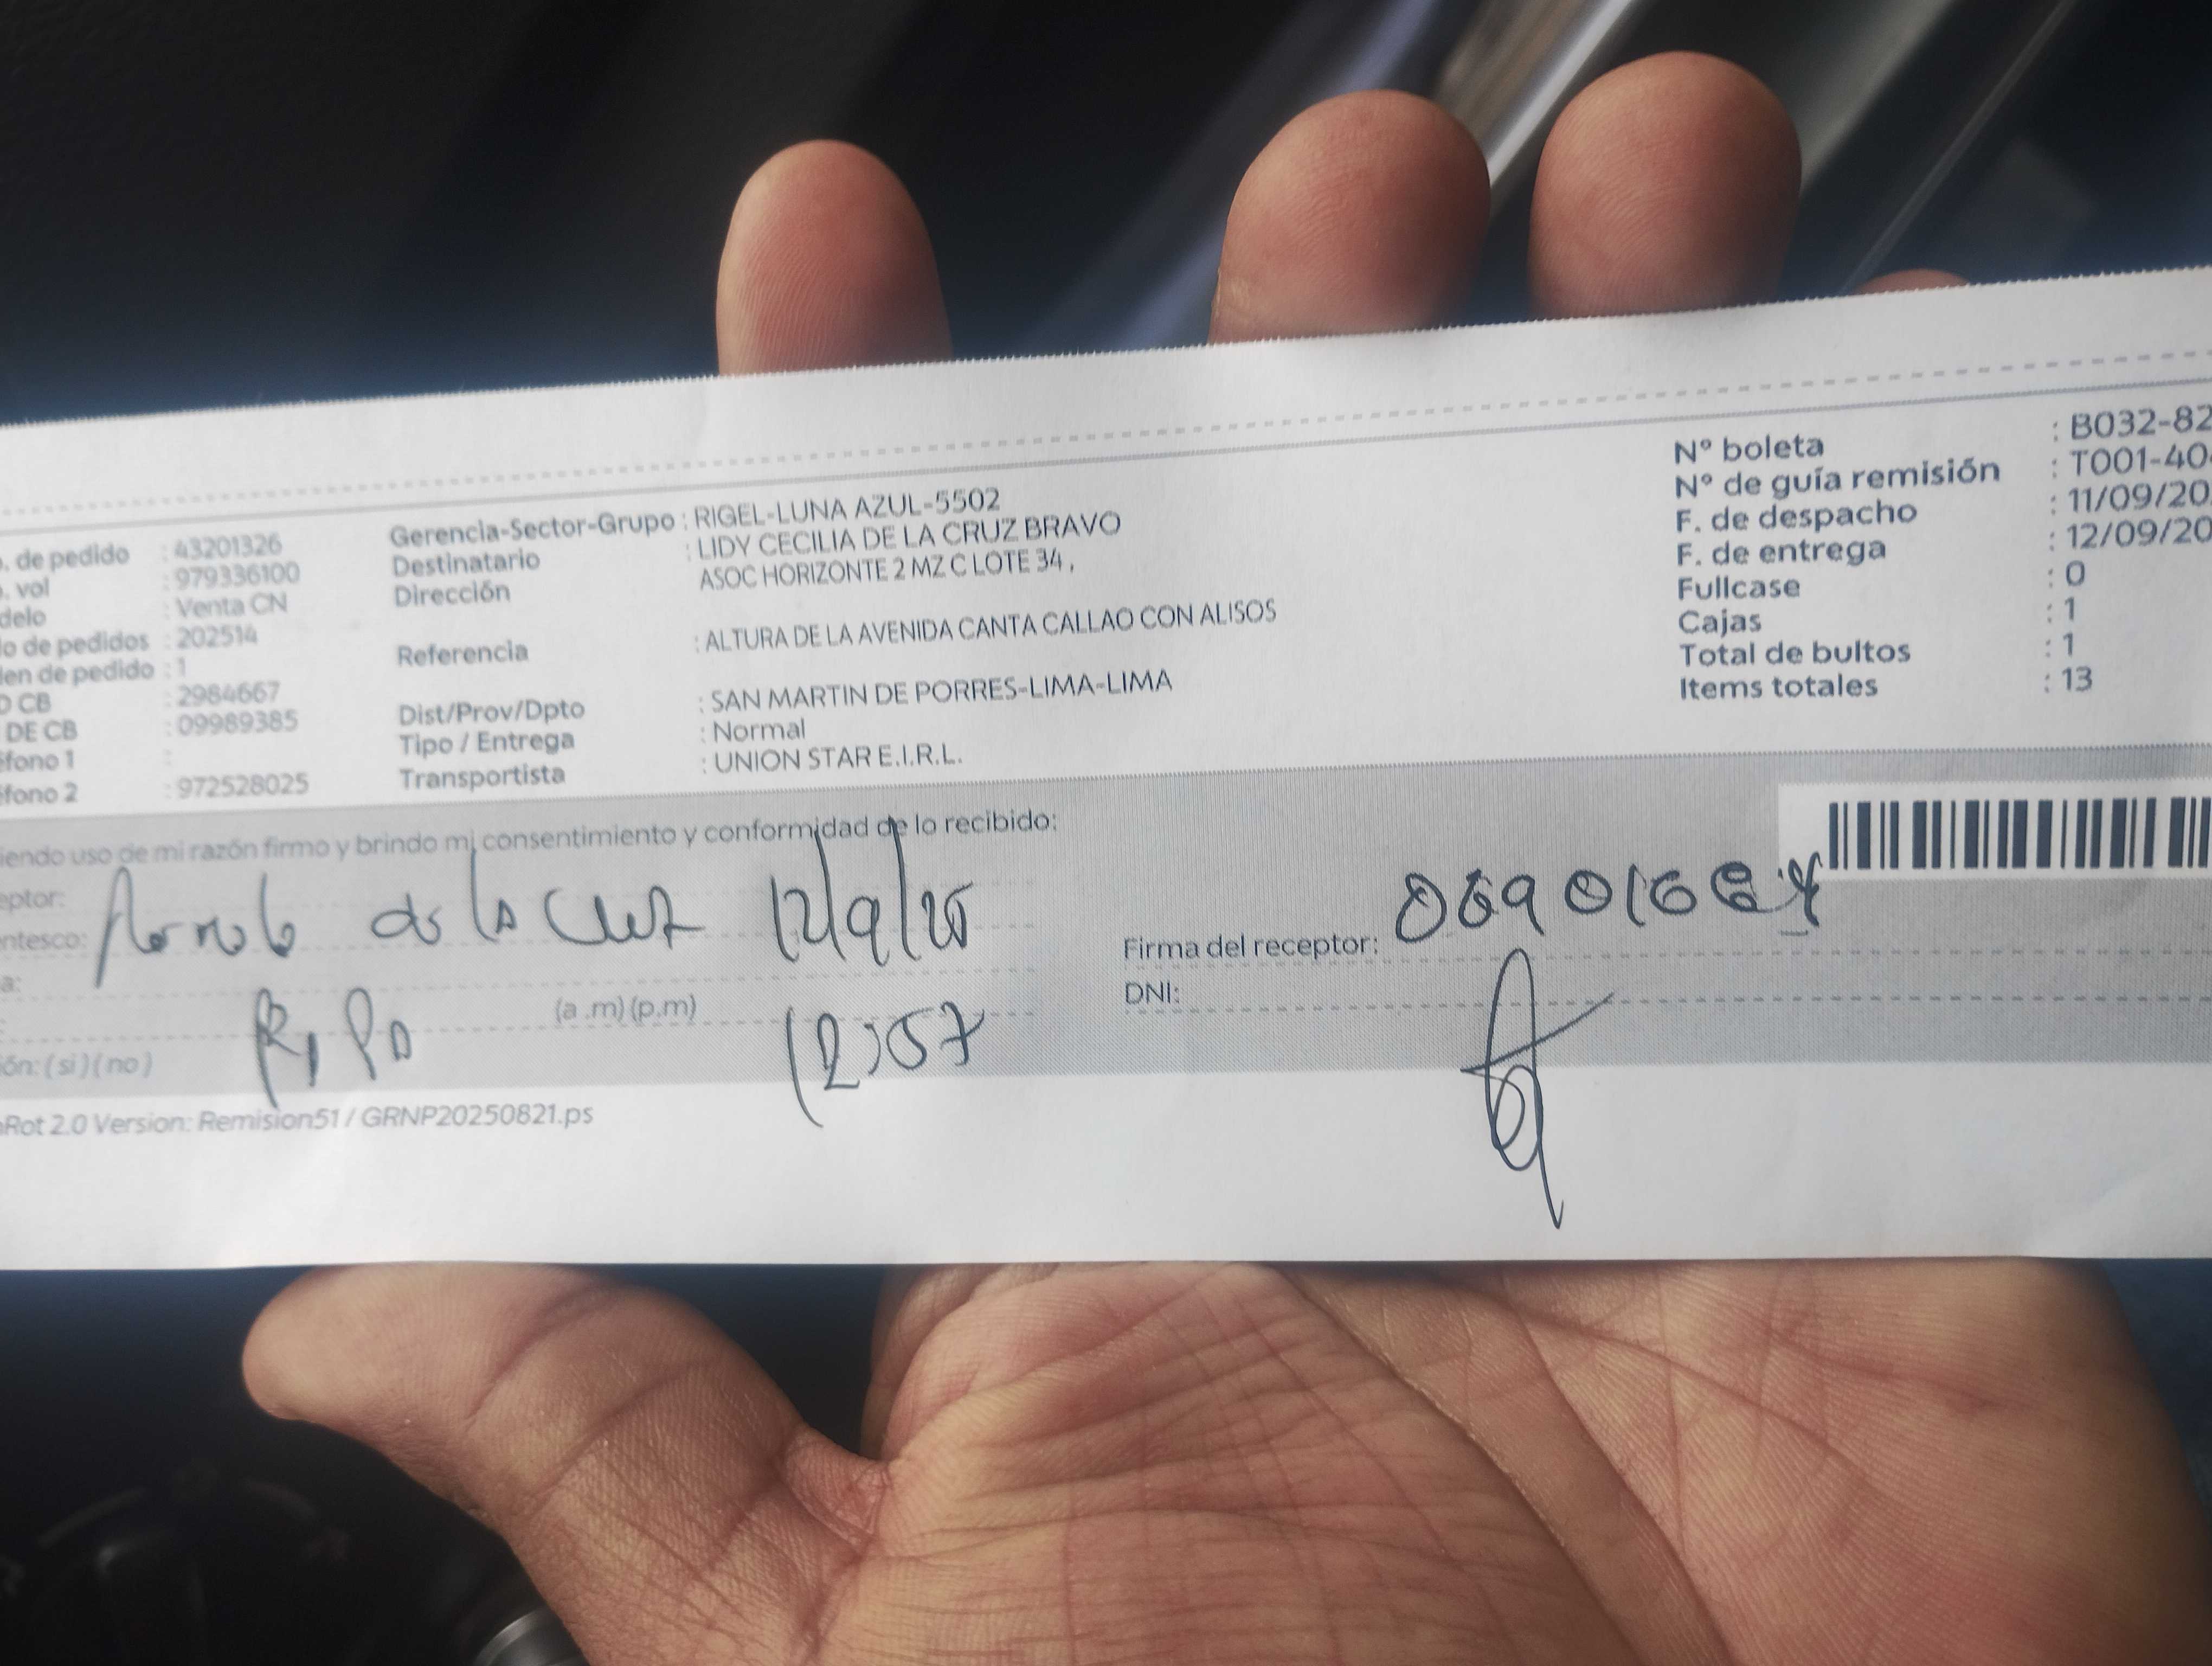 . de pedido : 43201326
. vol : 979336100
delo : Venta CN
o de pedidos : 202514
en de pedido : 1
O CB : 2984667
DE CB : 09989385
éfono 1 :
éfono 2 : 972528025
Gerencia-Sector-Grupo : RIGEL-LUNA AZUL-5502
Destinatario : LIDY CECILIA DE LA CRUZ BRAVO
Dirección ASOC HORIZONTE 2 MZ C LOTE 34 ,
Referencia : ALTURA DE LA AVENIDA CANTA CALLAO CON ALISOS
Dist/Prov/Dpto : SAN MARTIN DE PORRES-LIMA-LIMA
Tipo / Entrega : Normal
Transportista : UNION STAR E.I.R.L.
Nº boleta : B032-82
Nº de guía remisión : T001-40
F. de despacho : 11/09/20
F. de entrega : 12/09/20
Fullcase : 0
Cajas : 1
Total de bultos : 1
Items totales : 13
iendo uso de mi razón firmo y brindo mi consentimiento y conformidad de lo recibido:
eptor:
entesco: de la Cruz 12/9/25
a:
(a .m) (p.m) 12:57
ón: ( si ) ( no )
Firma del receptor:
DNI:
Rot 2.0 Version: Remision51 / GRNP20250821.ps